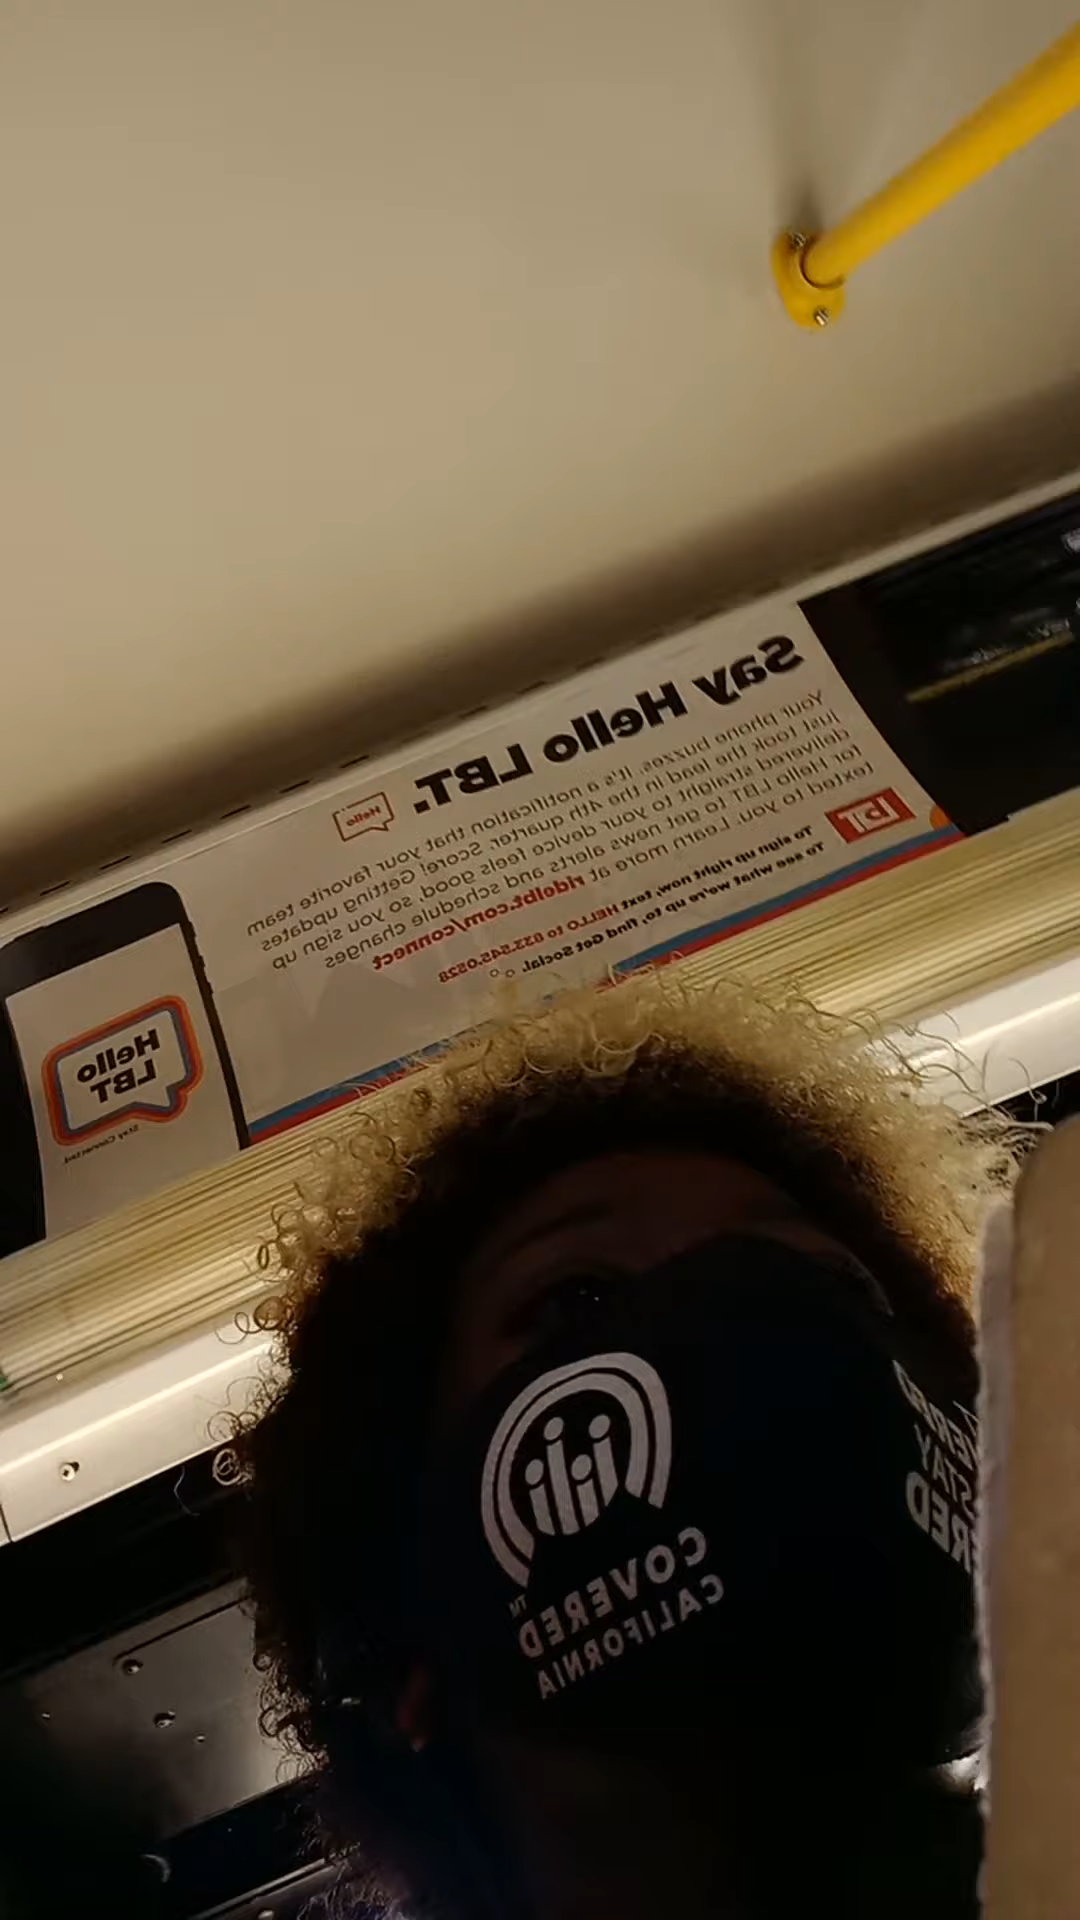 Say Hello LBT.
Hello
Your phone buzzes. It's a notification that your favorite team
just took the lead in the 4th quarter. Score! Getting updates
delivered straight to your device feels good, so you sign up
for Hello LBT to get news alerts and schedule changes
texted to you. Learn more at ridelbt.com/connect
lbt
To sign up right now, text HELLO to 833.545.0528
To see what we're up to, find Get Social.
Hello
LBT
Stay Connected.
COVERED
CALIFORNIA
TM
STAY